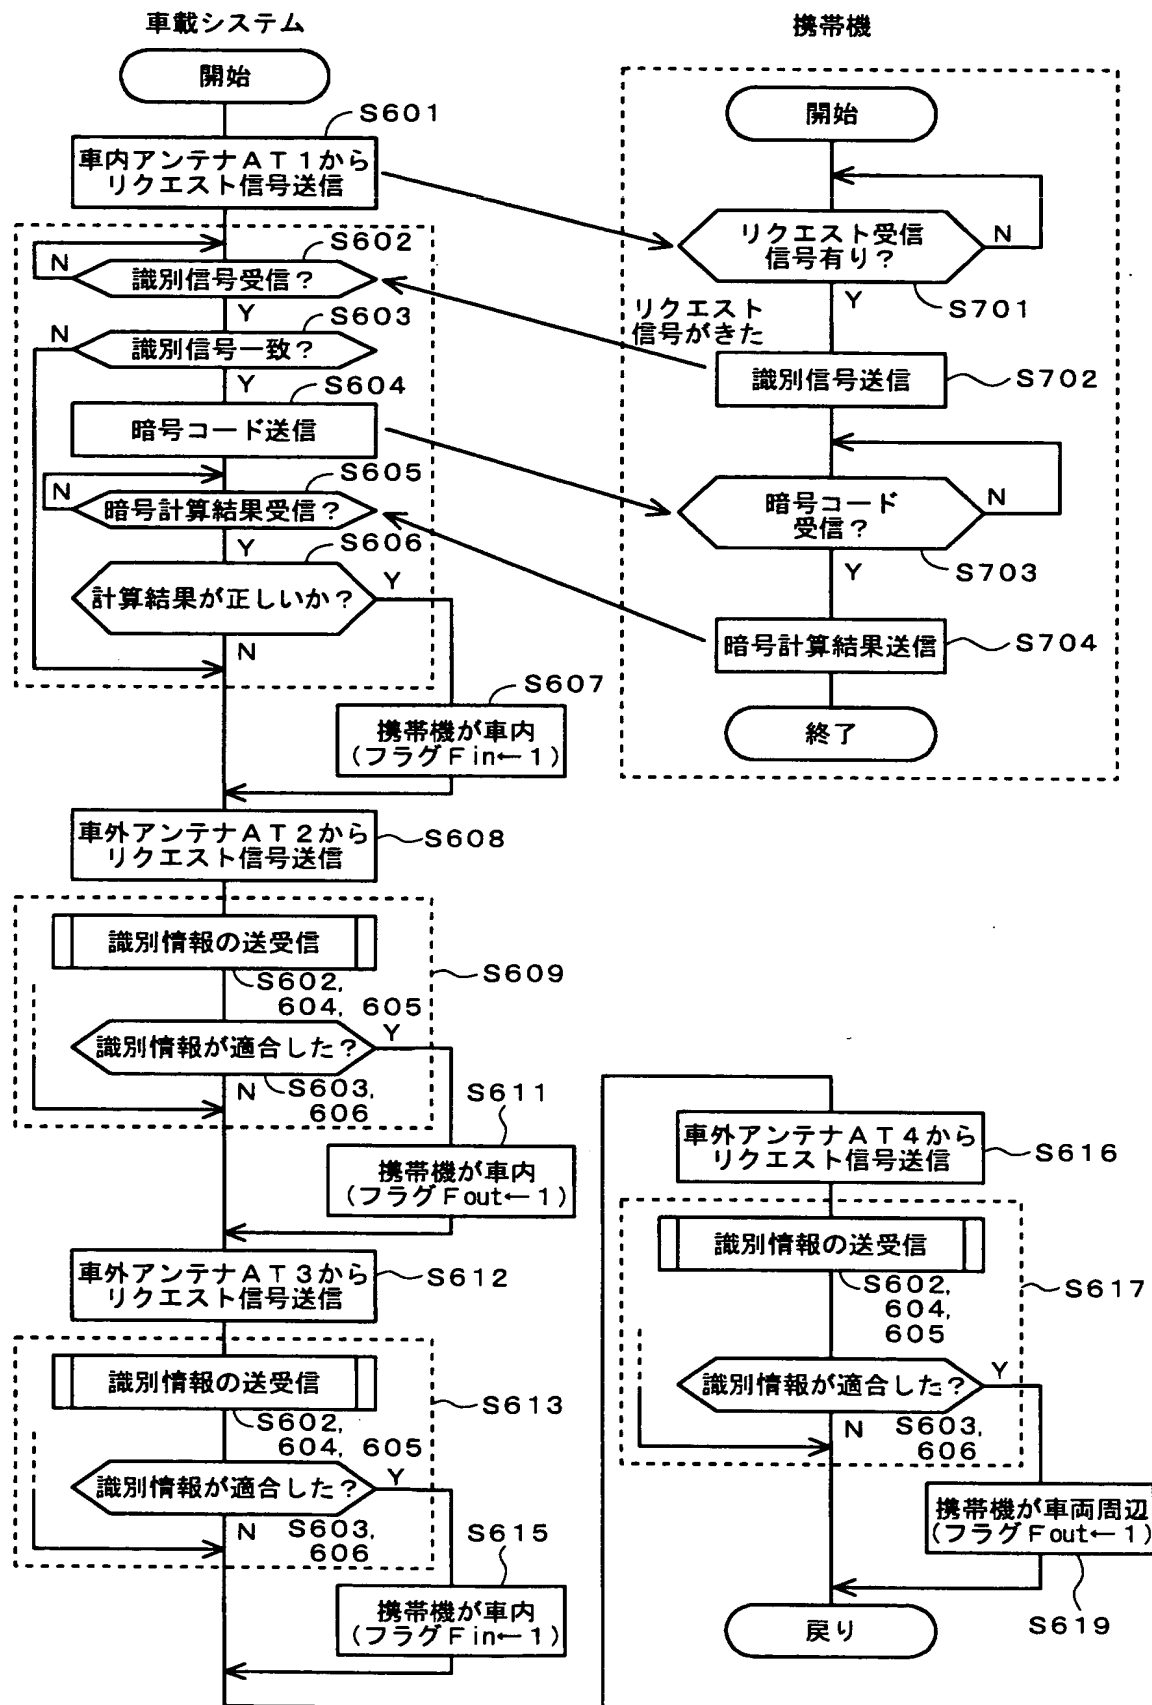 車載システム
開始
S601
車内アンテナAT1から
リクエスト信号送信
S602
N
識別信号受信?
Y
S603
N
識別信号一致?
Y
S604
暗号コード送信
S605
N
暗号計算結果受信?
Y
S606
計算結果が正しいか?
Y
N
S607
携帯機が車内
(フラグFin←1)
車外アンテナAT2から
リクエスト信号送信
S608
識別情報の送受信
S602,
604, 605
S609
識別情報が適合した?
Y
N
S603,
606
S611
携帯機が車内
(フラグFout←1)
車外アンテナAT3から
リクエスト信号送信
S612
識別情報の送受信
S602,
604, 605
S613
識別情報が適合した?
Y
N
S603,
606
S615
携帯機が車内
(フラグFin←1)
携帯機
開始
リクエスト受信
信号有り?
N
Y
S701
リクエスト
信号がきた
識別信号送信
S702
暗号コード
受信?
N
Y
S703
暗号計算結果送信
S704
終了
車外アンテナAT4から
リクエスト信号送信
S616
識別情報の送受信
S602,
604,
605
S617
識別情報が適合した?
Y
N
S603,
606
携帯機が車両周辺
(フラグFout←1)
S619
戻り